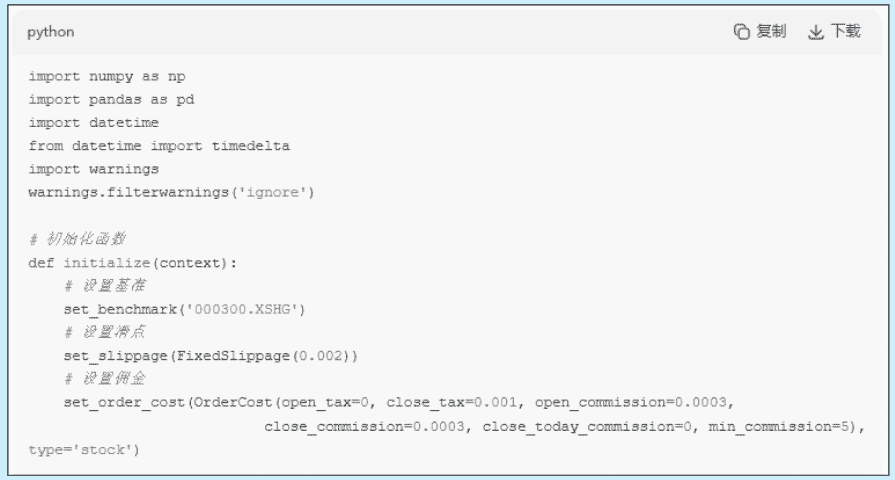 python 复制 下载
import numpy as np
import pandas as pd
import datetime
from datetime import timedelta
import warnings
warnings.filterwarnings('ignore')
# 初始化函数
def initialize(context):
# 设置基准
set_benchmark('000300.XSHG')
# 设置滑点
set_slippage(FixedSlippage(0.002))
# 设置佣金
set_order_cost(OrderCost(open_tax=0, close_tax=0.001, open_commission=0.0003,
close_commission=0.0003, close_today_commission=0, min_commission=5),
type='stock')